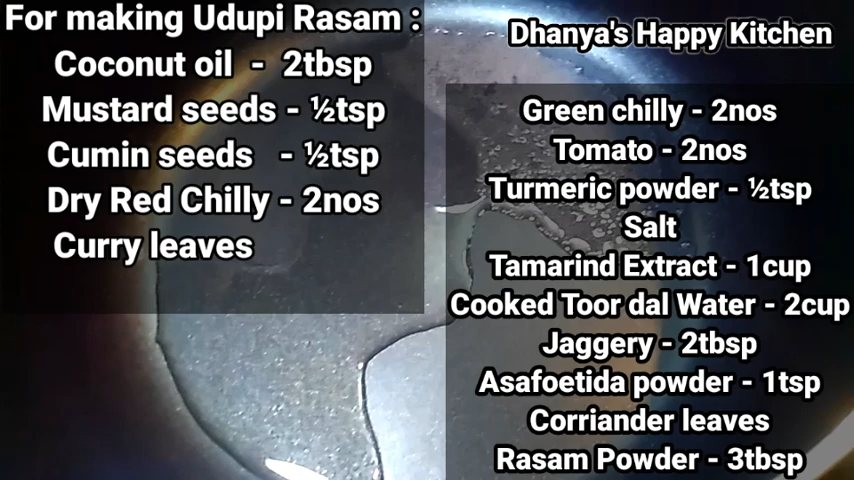 For making Udupi Rasam :
Coconut oil - 2tbsp
Mustard seeds - ½tsp
Cumin seeds - ½tsp
Dry Red Chilly - 2nos
Curry leaves
Dhanya's Happy Kitchen
Green chilly - 2nos
Tomato - 2nos
Turmeric powder - ½tsp
Salt
Tamarind Extract - 1cup
Cooked Toor dal Water - 2cup
Jaggery - 2tbsp
Asafoetida powder - 1tsp
Corriander leaves
Rasam Powder - 3tbsp